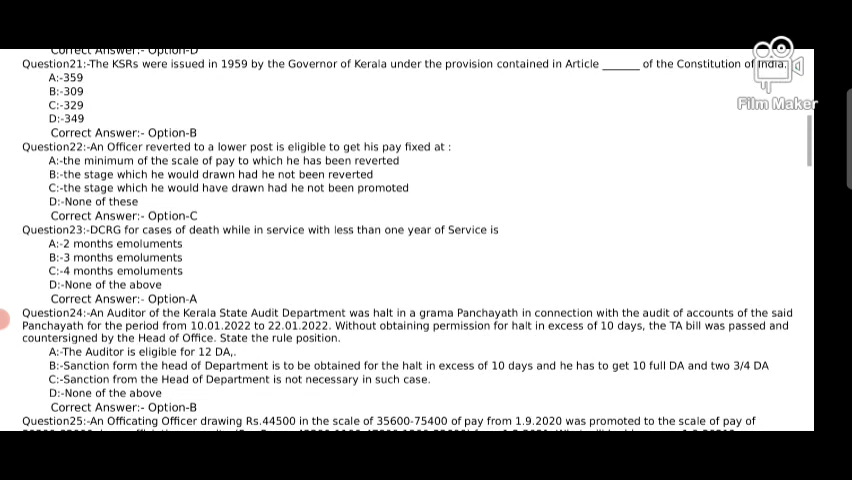 Correct Answer:- Option-D
Question21:-The KSRs were issued in 1959 by the Governor of Kerala under the provision contained in Article ______ of the Constitution of India.
A:-359
B:-309
C:-329
D:-349
Correct Answer:- Option-B
Question22:-An Officer reverted to a lower post is eligible to get his pay fixed at :
A:-the minimum of the scale of pay to which he has been reverted
B:-the stage which he would drawn had he not been reverted
C:-the stage which he would have drawn had he not been promoted
D:-None of these
Correct Answer:- Option-C
Question23:-DCRG for cases of death while in service with less than one year of Service is
A:-2 months emoluments
B:-3 months emoluments
C:-4 months emoluments
D:-None of the above
Correct Answer:- Option-A
Question24:-An Auditor of the Kerala State Audit Department was halt in a grama Panchayath in connection with the audit of accounts of the said
Panchayath for the period from 10.01.2022 to 22.01.2022. Without obtaining permission for halt in excess of 10 days, the TA bill was passed and
countersigned by the Head of Office. State the rule position.
A:-The Auditor is eligible for 12 DA,.
B:-Sanction form the head of Department is to be obtained for the halt in excess of 10 days and he has to get 10 full DA and two 3/4 DA
C:-Sanction from the Head of Department is not necessary in such case.
D:-None of the above
Correct Answer:- Option-B
Question25:-An Officating Officer drawing Rs.44500 in the scale of 35600-75400 of pay from 1.9.2020 was promoted to the scale of pay of
Film Maker